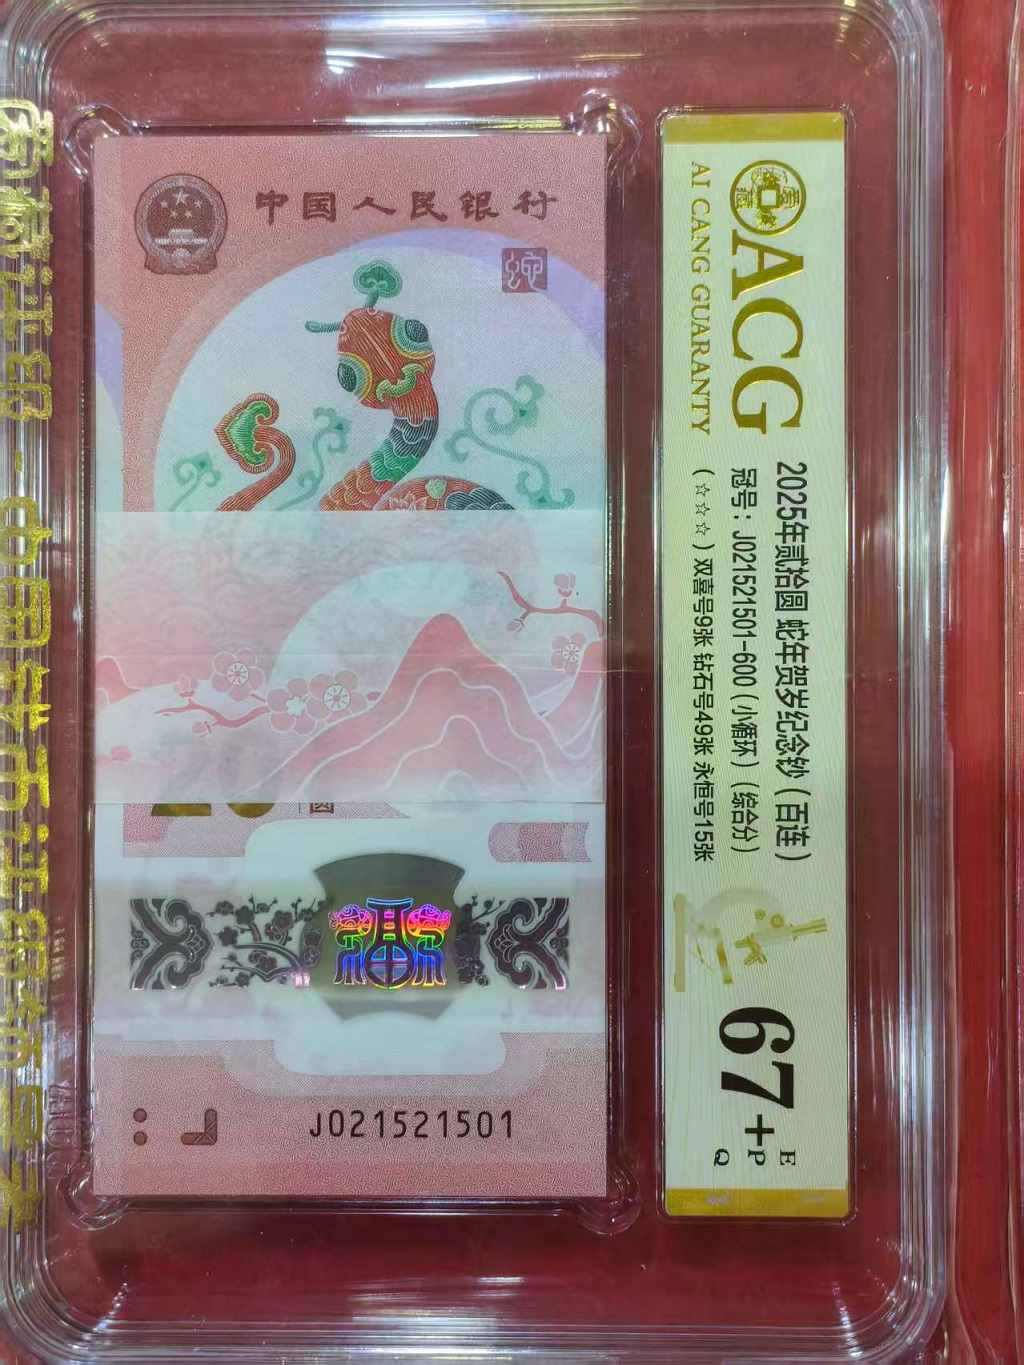 中国人民银行
蛇
20
圆
J021521501
ACG
AI CANG GUARANTY
2025年贰拾圆 蛇年贺岁纪念钞（百连）
冠号：J021521501-600（小循环）（综合分）
（☆☆☆）双喜号9张 钻石号49张 永恒号15张
67+
E
P
Q